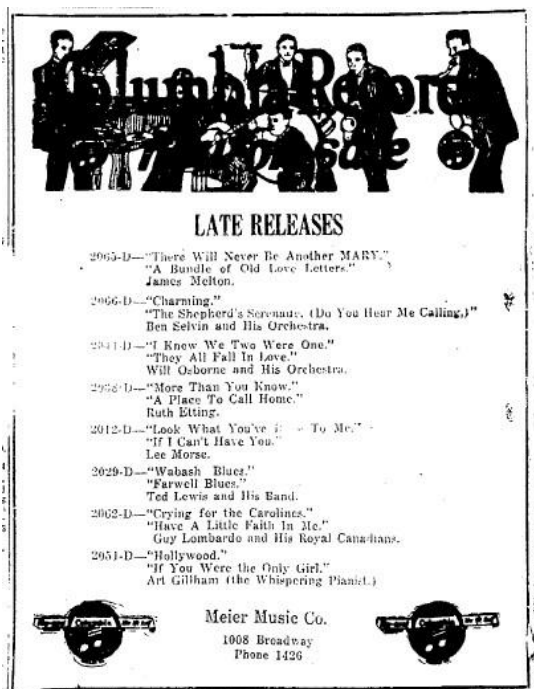 Columbia Records
LATE RELEASES
2065-D—"There Will Never Be Another MARY."
"A Bundle of Old Love Letters."
James Melton.
2066-D—"Charming."
"The Shepherd's Serenade. (Do You Hear Me Calling.)"
Ben Selvin and His Orchestra.
"I Knew We Two Were One."
"They All Fall In Love."
Will Osborne and His Orchestra.
"More Than You Know."
"A Place To Call Home."
Ruth Etting.
2012-D—"Look What You've To Me."
"If I Can't Have You."
Lee Morse.
2029-D—"Wabash Blues."
"Farwell Blues."
Ted Lewis and His Band.
2062-D—"Crying for the Carolines."
"Have A Little Faith In Me."
Guy Lombardo and His Royal Canadians.
2051-D—"Hollywood."
"If You Were the Only Girl."
Art Gillham (the Whispering Pianist.)
Meier Music Co.
1008 Broadway
Phone 1426